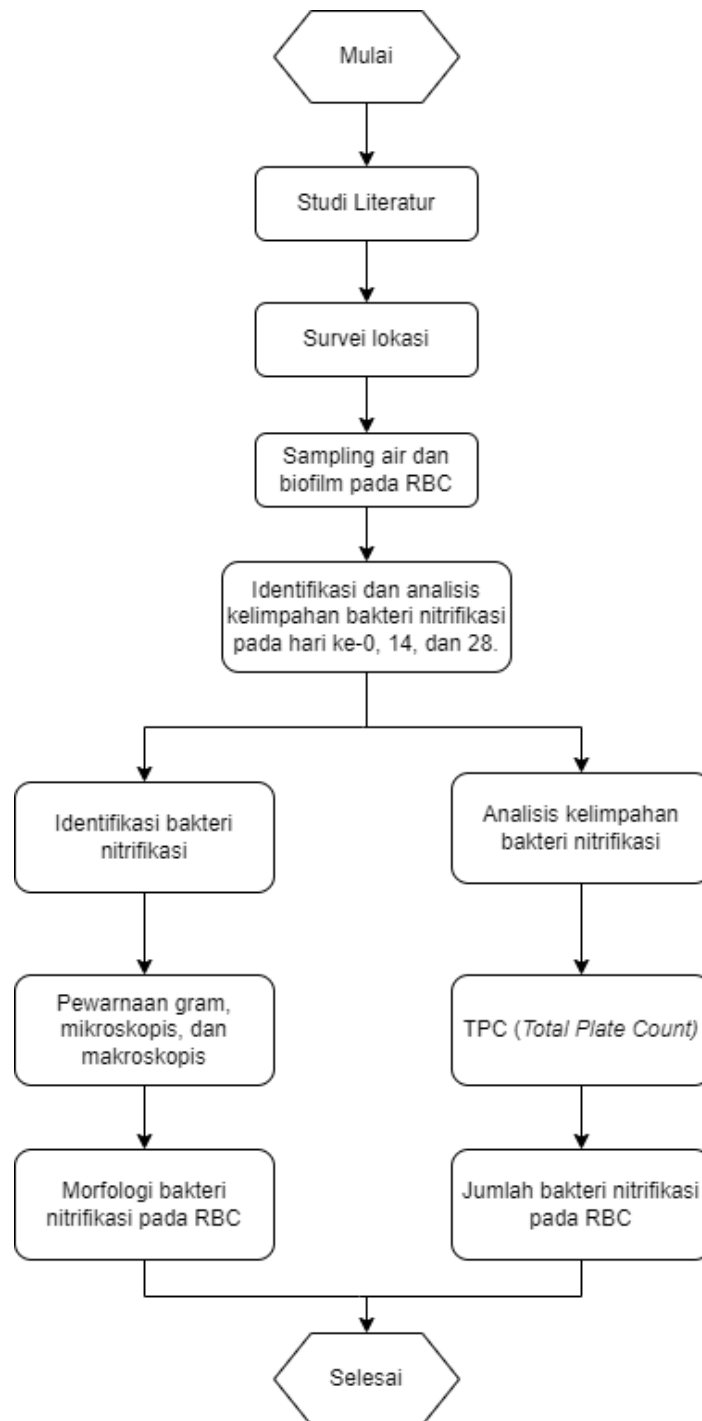 Mulai
Studi Literatur
Survei lokasi
Sampling air dan
biofilm pada RBC
Identifikasi dan analisis
kelimpahan bakteri nitrifikasi
pada hari ke-0, 14, dan 28.
Identifikasi bakteri
nitrifikasi
Analisis kelimpahan
bakteri nitrifikasi
Pewarnaan gram,
mikroskopis, dan
makroskopis
TPC (Total Plate Count)
Morfologi bakteri
nitrifikasi pada RBC
Jumlah bakteri nitrifikasi
pada RBC
Selesai